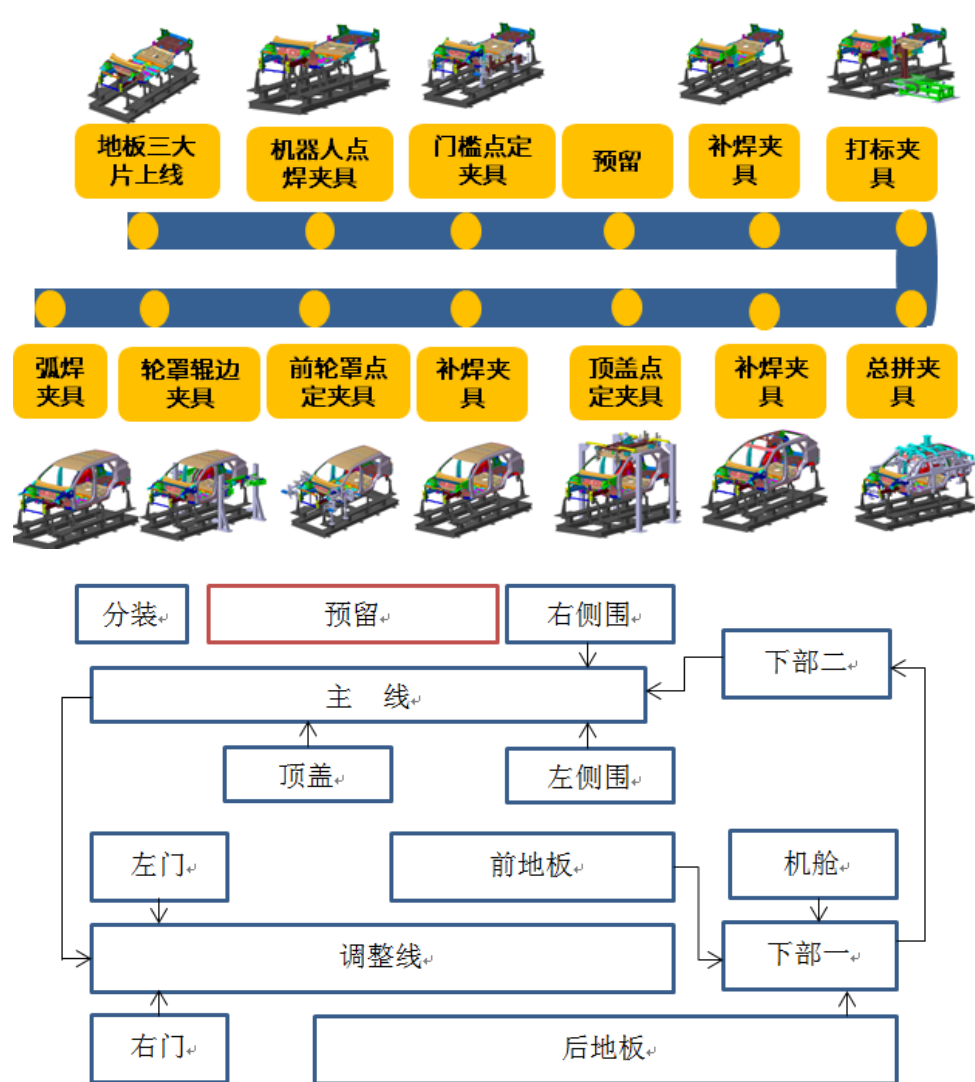 地板三大
片上线
机器人点
焊夹具
门槛点定
夹具
预留
补焊夹
具
打标夹
具
弧焊
夹具
轮罩辊边
夹具
前轮罩点
定夹具
补焊夹
具
顶盖点
定夹具
补焊夹
具
总拼夹
具
分装
预留
右侧围
下部二
主 线
顶盖
左侧围
左门
前地板
机舱
调整线
下部一
右门
后地板